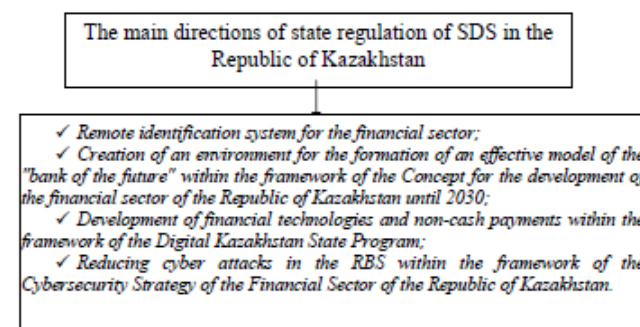 The main directions of state regulation of SDS in the
Republic of Kazakhstan
✓ Remote identification system for the financial sector;
✓ Creation of an environment for the formation of an effective model of the
"bank of the future" within the framework of the Concept for the development of
the financial sector of the Republic of Kazakhstan until 2030;
✓ Development of financial technologies and non-cash payments within the
framework of the Digital Kazakhstan State Program;
✓ Reducing cyber attacks in the RBS within the framework of the
Cybersecurity Strategy of the Financial Sector of the Republic of Kazakhstan.